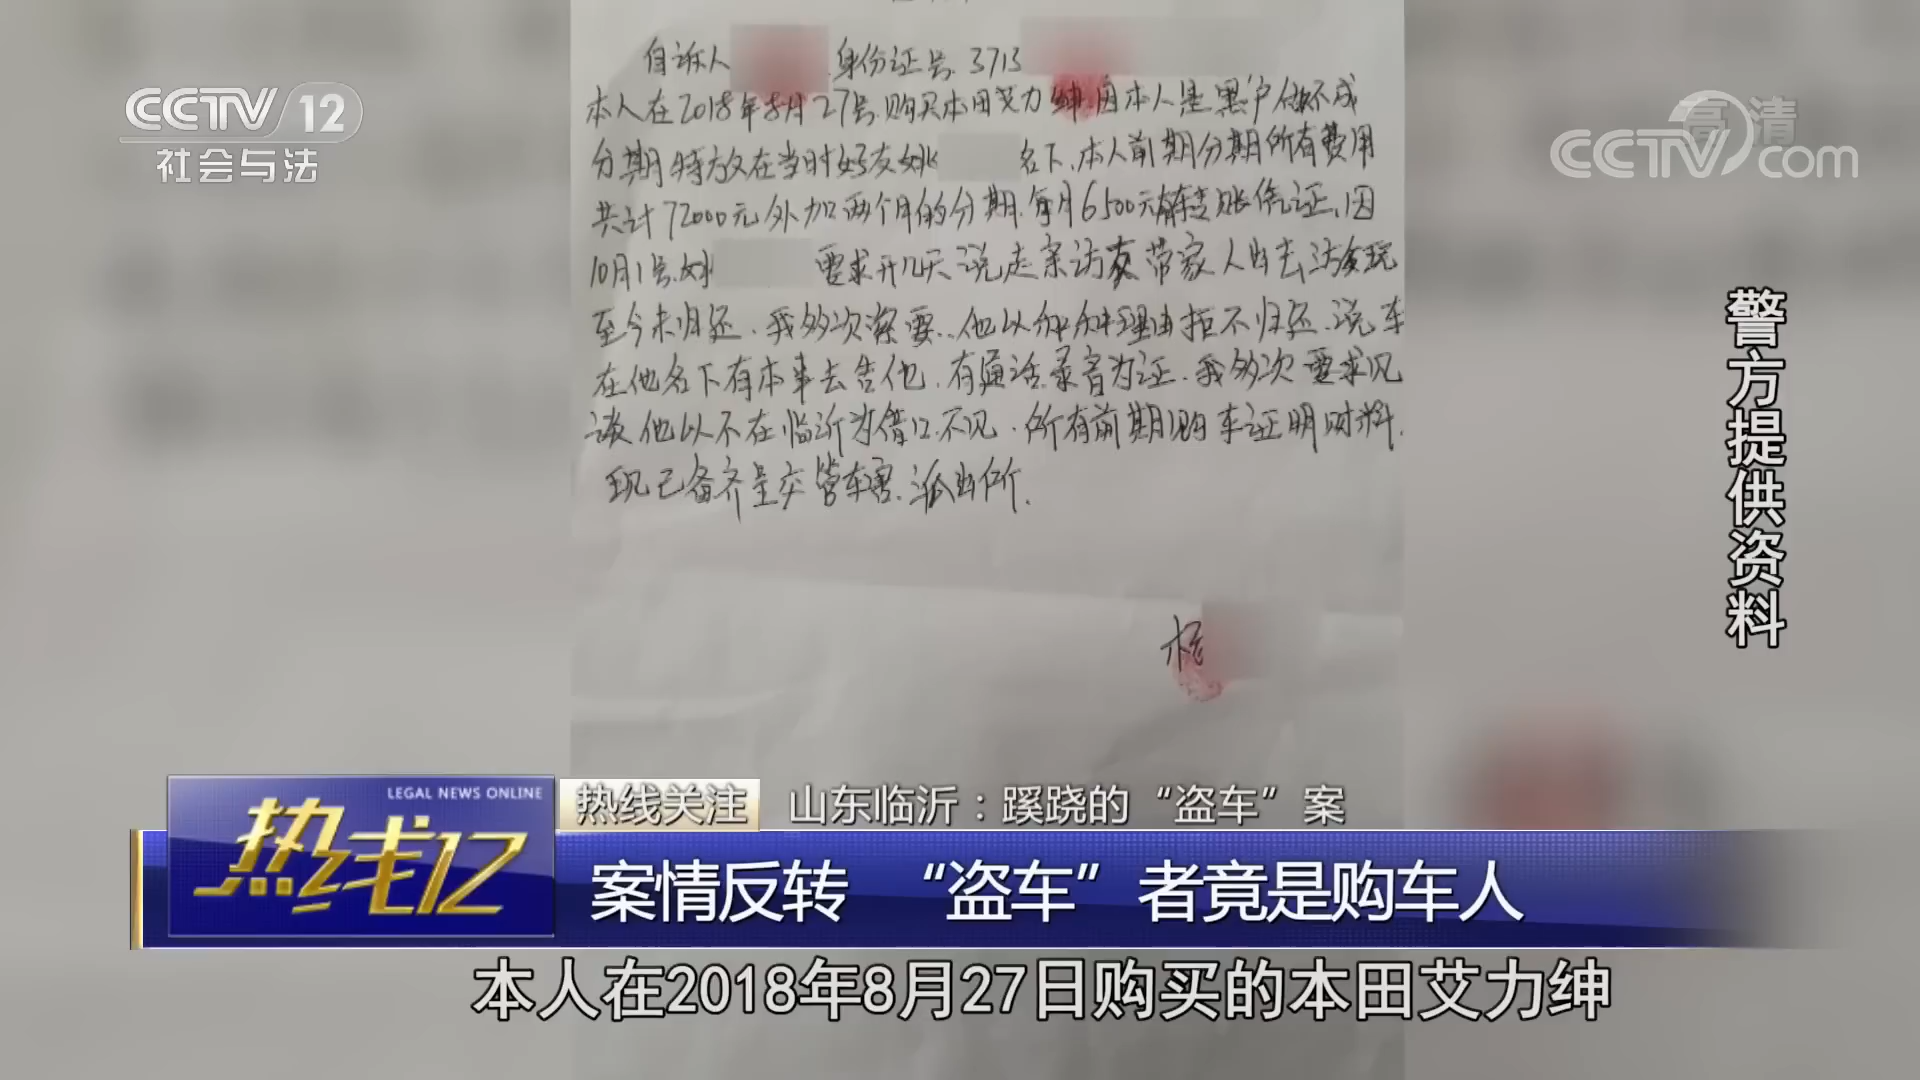 自诉人 身份证号.3713
本人在2018年8月27号.购买本田艾力绅.因本人是黑户做不成
分期特放在当时好友姚 名下.本人前期分期所有费用
共计72000元外加两个月的分期.每月6500元有转账凭证.因
10月1号.姚 要求开几天说走亲访友带家人出去游玩
至今未归还.我多次索要..他以种种理由拒不归还.说车
在他名下有本事去告他.有通话录音为证.我多次要求见
谈他以不在临沂为借口.不见.所有前期购车证明材料.
现已备齐呈交 派出所.
杨
CCTV 12
社会与法
高清
CCTV.com
警方提供资料
LEGAL NEWS ONLINE
热线12
热线关注 山东临沂：蹊跷的“盗车”案
案情反转 “盗车”者竟是购车人
本人在2018年8月27日购买的本田艾力绅